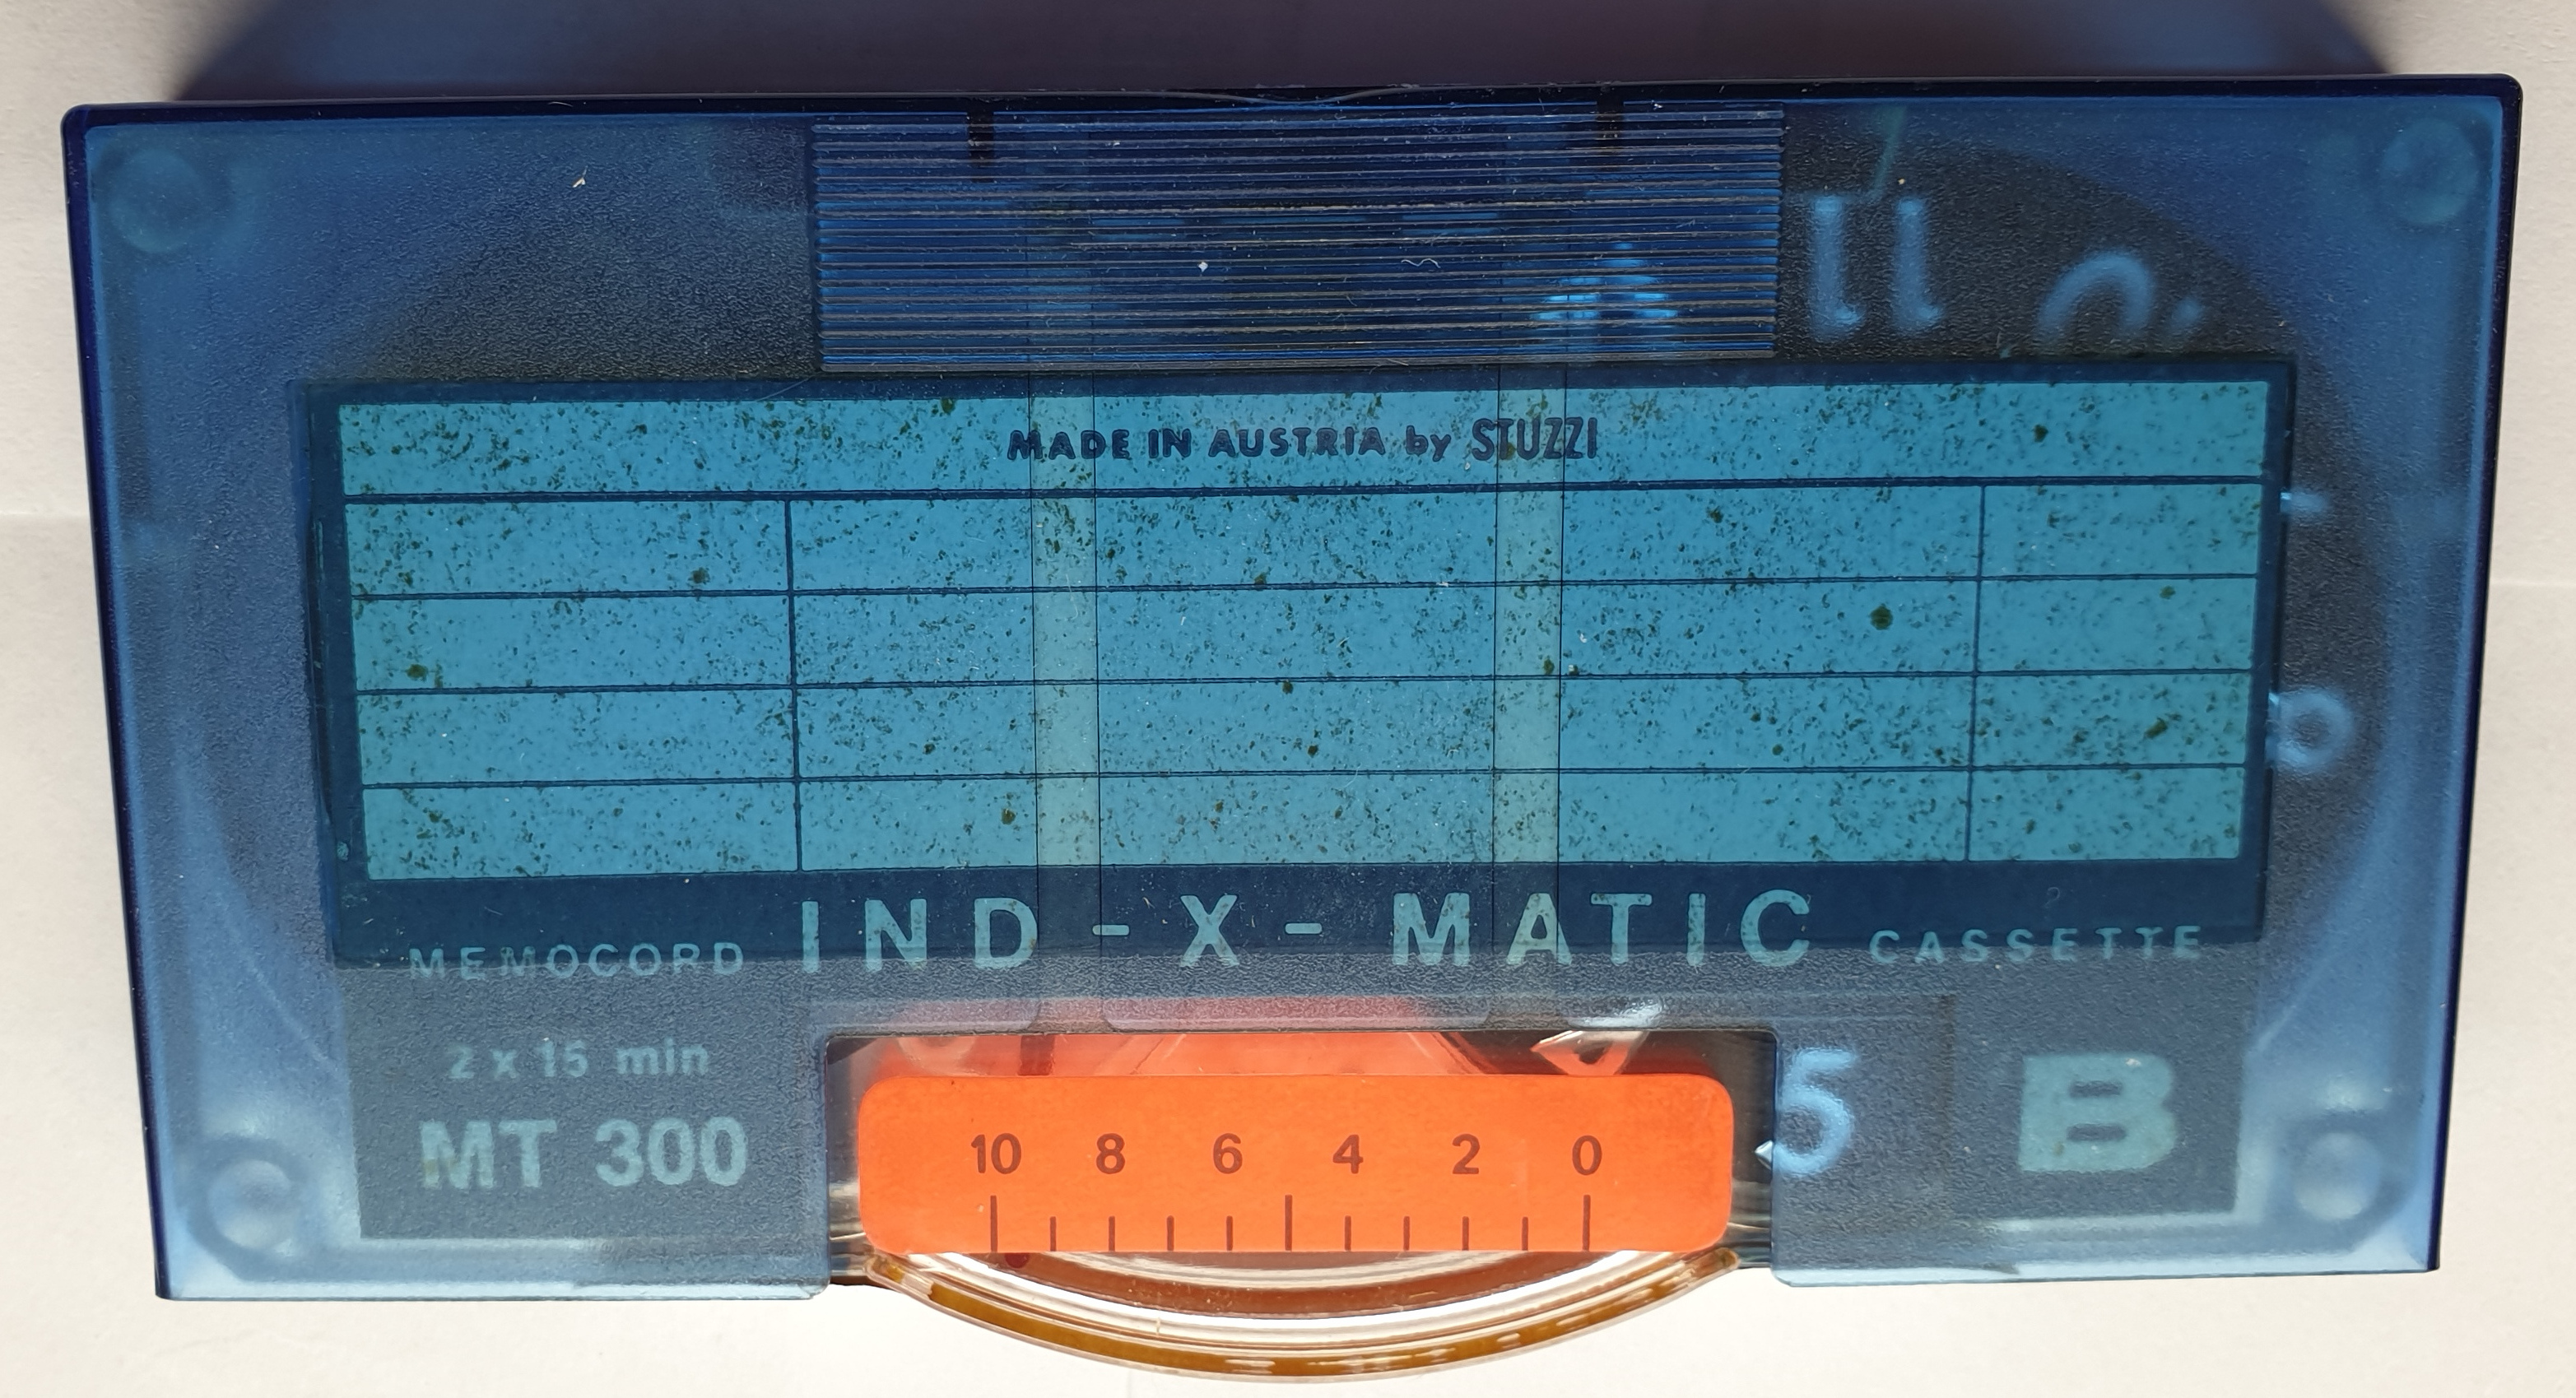 MADE IN AUSTRIA by STUZZI
MEMOCORD IND-X-MATIC CASSETTE
2 x 15 min
MT 300
5
B
10 8 6 4 2 0